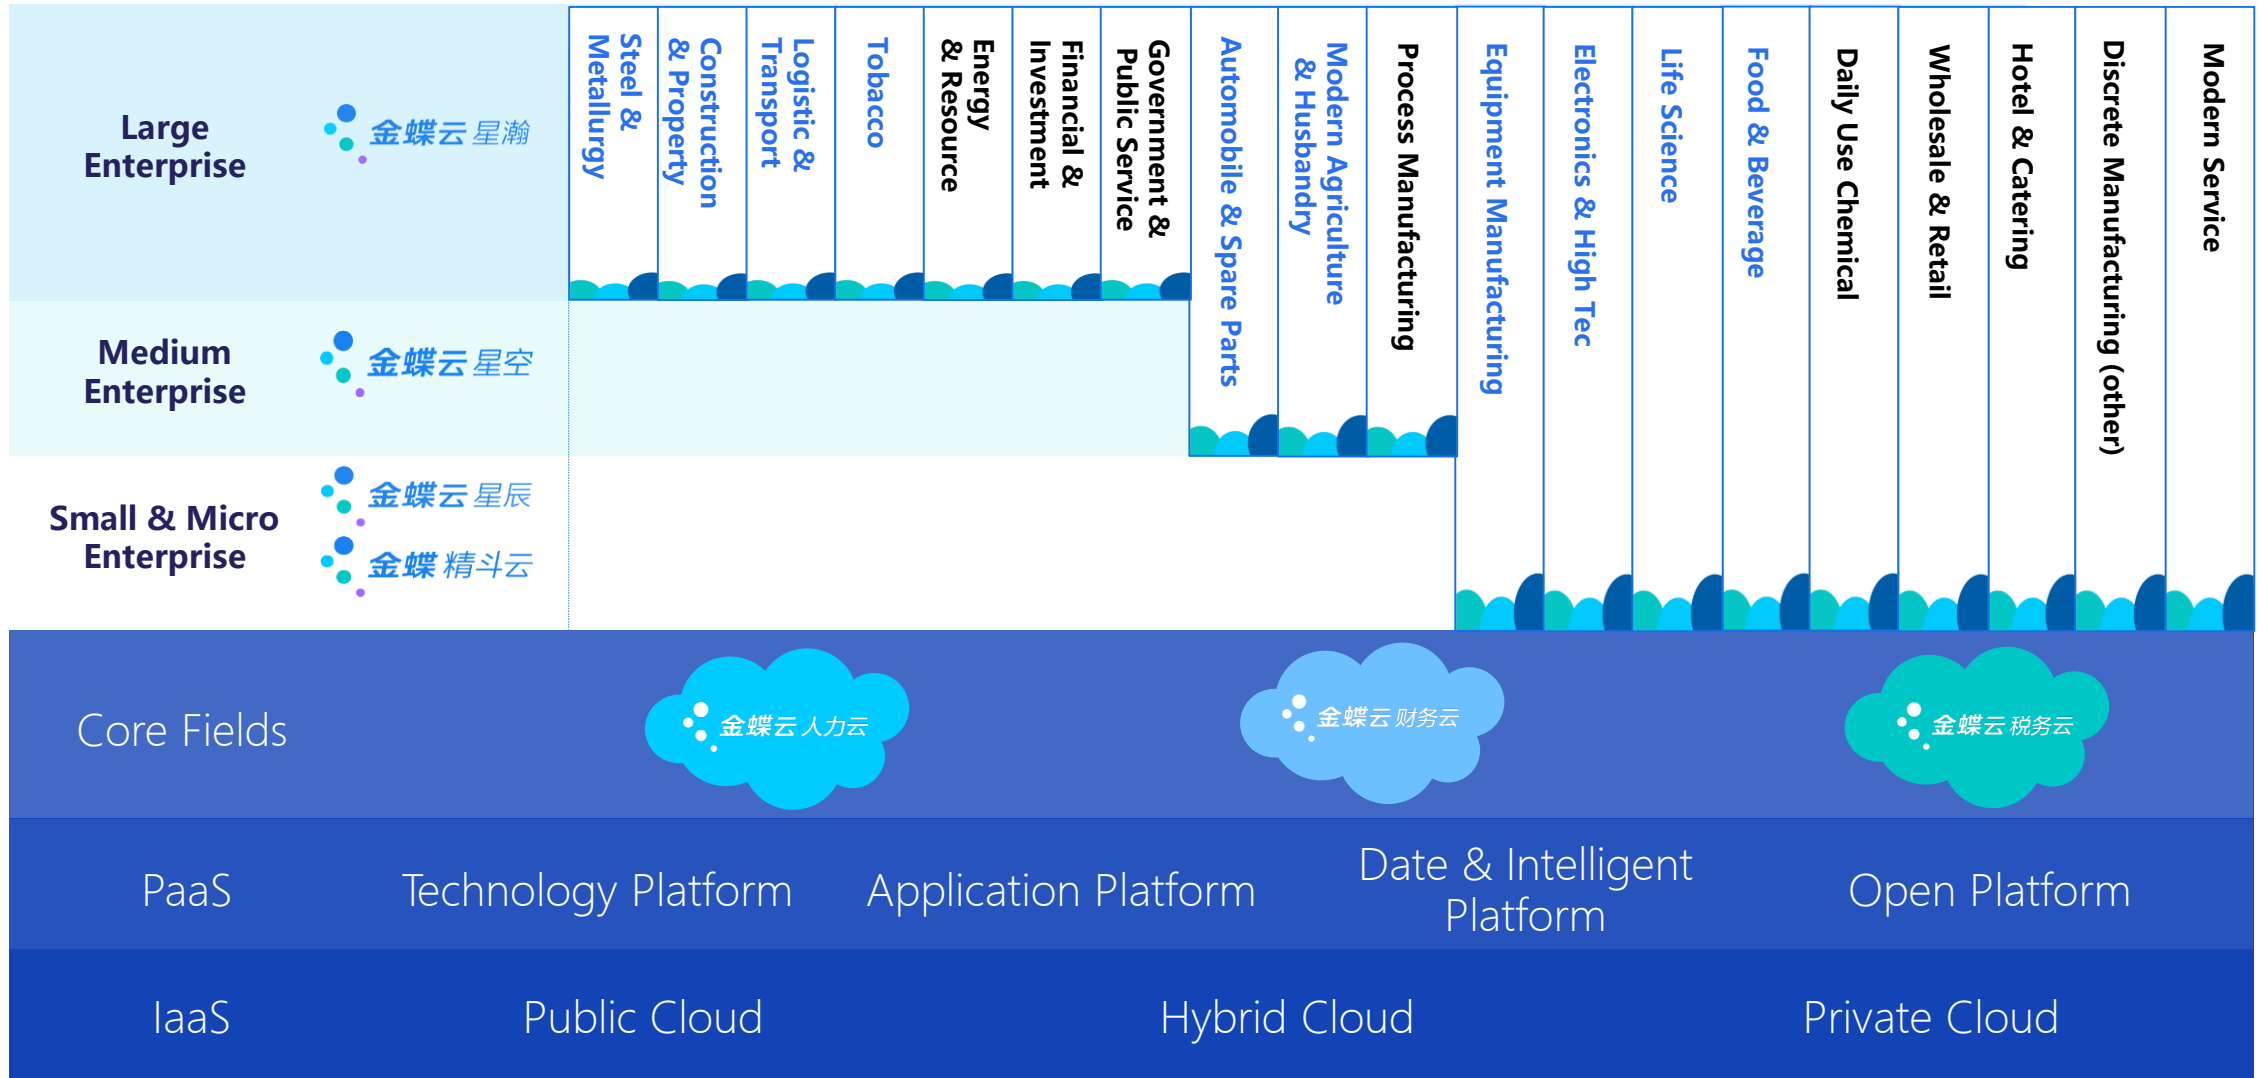 Large
Enterprise
金蝶云 星瀚
Steel &
Metallurgy
Construction
& Property
Logistic &
Transport
Tobacco
Energy
& Resource
Financial &
Investment
Government &
Public Service
Automobile & Spare Parts
Modern Agriculture
& Husbandry
Process Manufacturing
Equipment Manufacturing
Electronics & High Tec
Life Science
Food & Beverage
Daily Use Chemical
Wholesale & Retail
Hotel & Catering
Discrete Manufacturing (other)
Modern Service
Medium
Enterprise
金蝶云 星空
Small & Micro
Enterprise
金蝶云 星辰
金蝶 精斗云
Core Fields
金蝶云 人力云
金蝶云 财务云
金蝶云 税务云
PaaS
Technology Platform
Application Platform
Date & Intelligent
Platform
Open Platform
IaaS
Public Cloud
Hybrid Cloud
Private Cloud